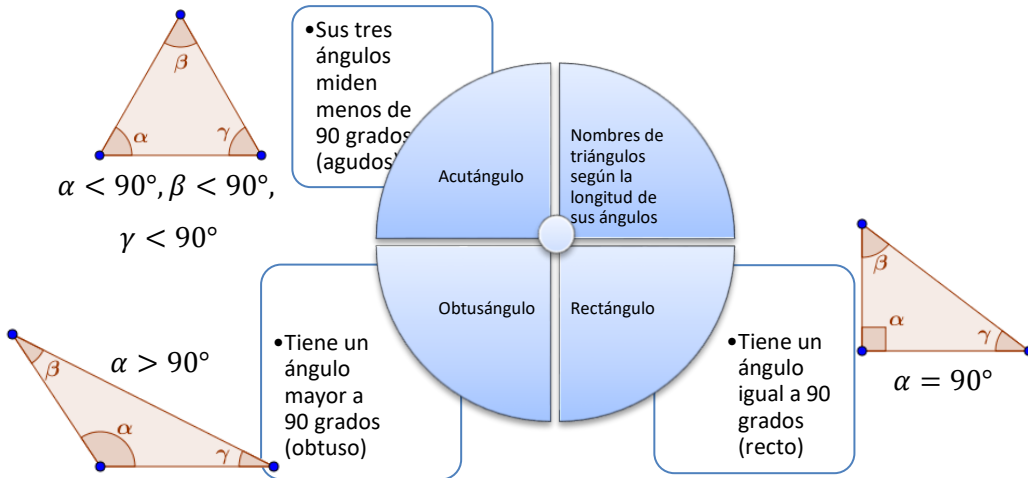 β
α
γ
α < 90°, β < 90°,
γ < 90°
•Sus tres
ángulos
miden
menos de
90 grados
(agudos)
Acutángulo
Nombres de
triángulos
según la
longitud de
sus ángulos
Obtusángulo
Rectángulo
β
α > 90°
α
γ
•Tiene un
ángulo
mayor a
90 grados
(obtuso)
•Tiene un
ángulo
igual a 90
grados
(recto)
β
α
γ
α = 90°